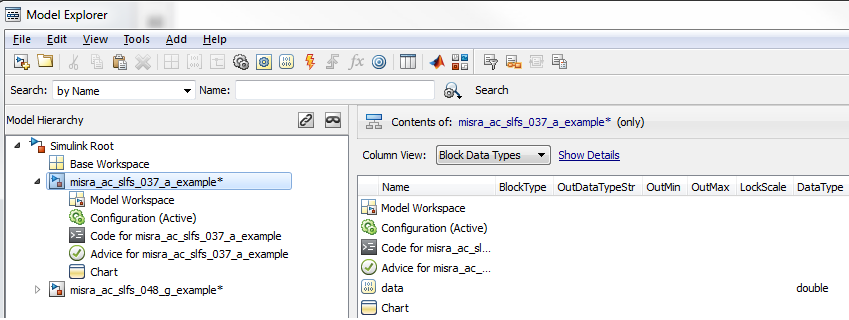 Model Explorer
File Edit View Tools Add Help
Search: by Name Name: Search
Model Hierarchy
Simulink Root
Base Workspace
misra_ac_slfs_037_a_example*
Model Workspace
Configuration (Active)
Code for misra_ac_slfs_037_a_example
Advice for misra_ac_slfs_037_a_example
Chart
misra_ac_slfs_048_g_example*
Contents of: misra_ac_slfs_037_a_example* (only)
Column View: Block Data Types Show Details
Name BlockType OutDataTypeStr OutMin OutMax LockScale DataType
Model Workspace
Configuration (Active)
Code for misra_ac_sl...
Advice for misra_ac_...
data double
Chart